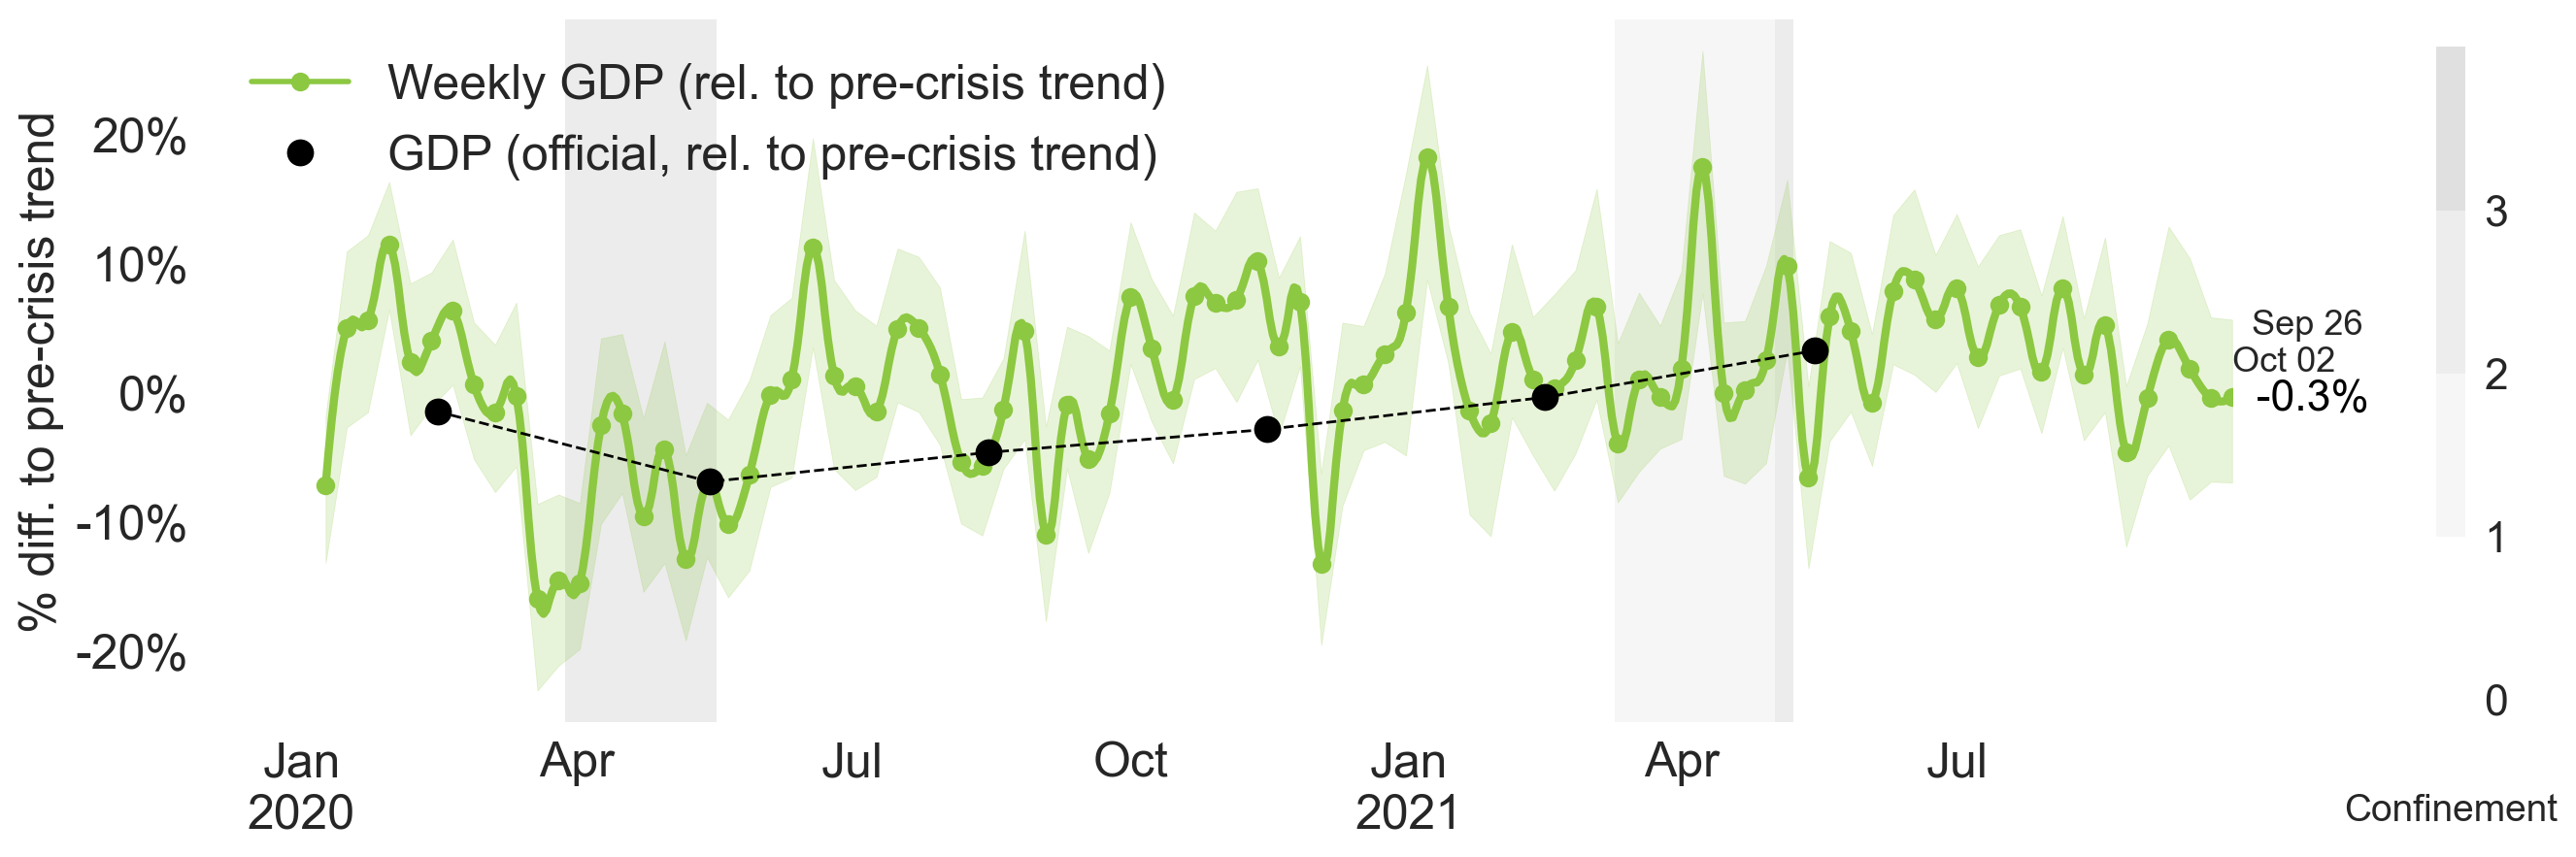 Weekly GDP (rel. to pre-crisis trend)
GDP (official, rel. to pre-crisis trend)
% diff. to pre-crisis trend
20%
10%
0%
-10%
-20%
Jan
2020
Apr
Jul
Oct
Jan
2021
Apr
Jul
Sep 26
Oct 02
-0.3%
3
2
1
0
Confinement